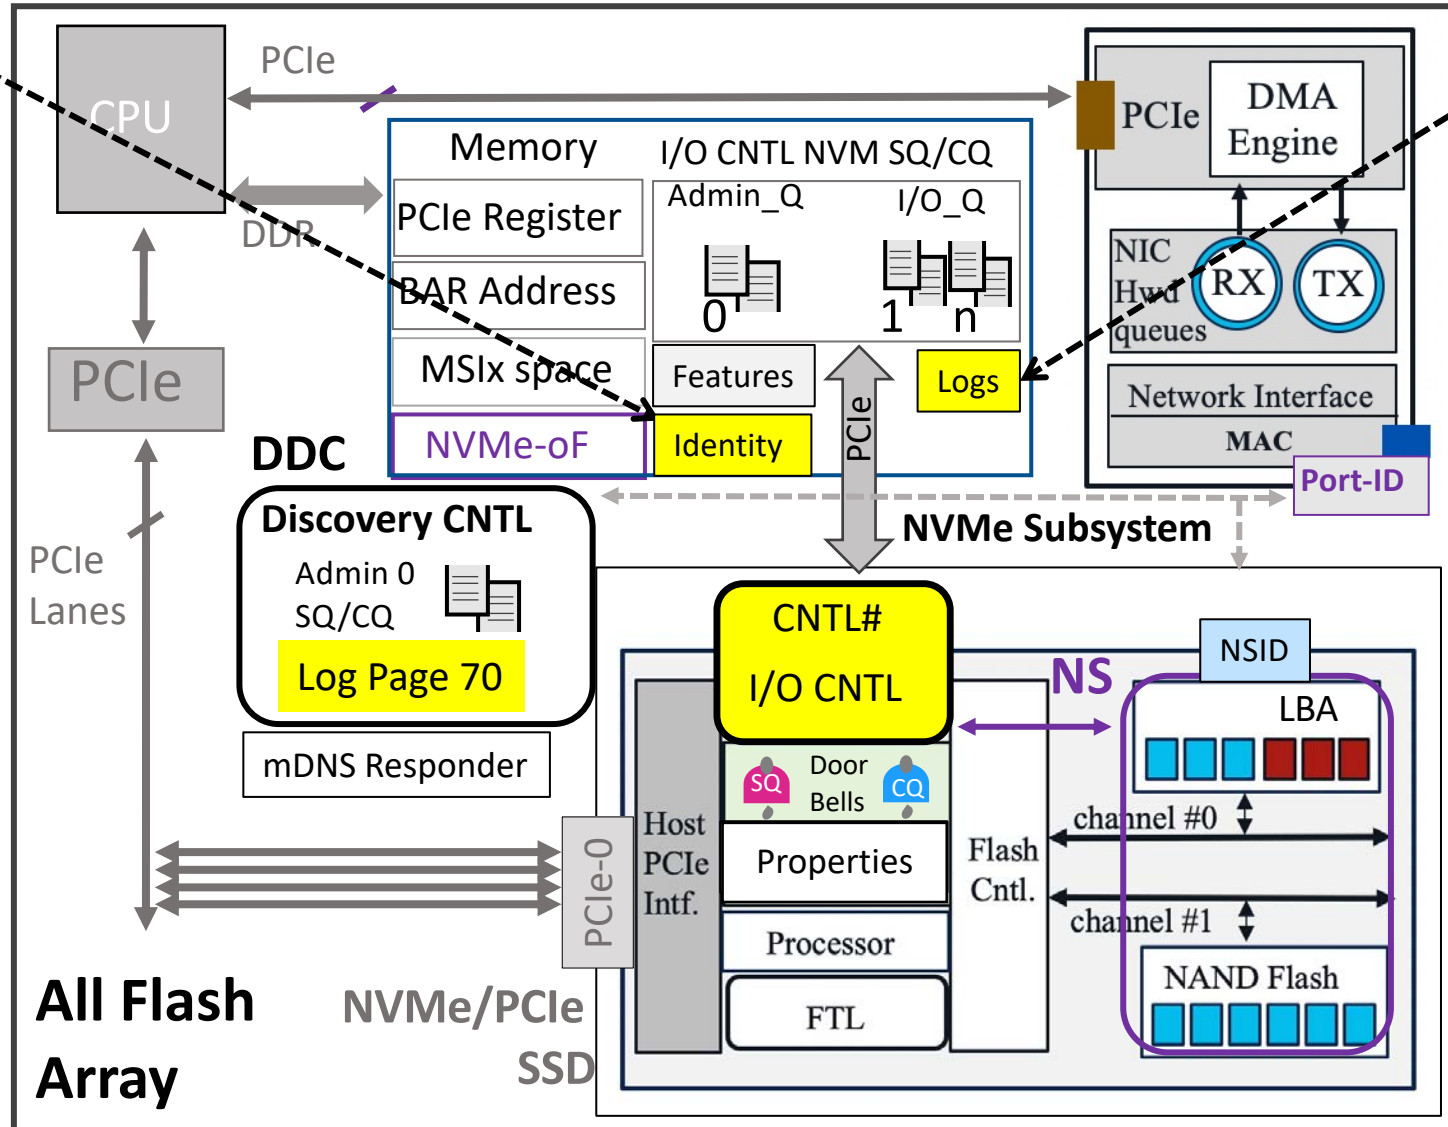 PCIe
CPU
DDR
PCIe
PCIe
Lanes
Memory
PCIe Register
BAR Address
MSIx space
NVMe-oF
I/O CNTL NVM SQ/CQ
Admin_Q
I/O_Q
0
1
n
Features
Logs
Identity
PCIe
PCIe
DMA
Engine
NIC
Hwd
queues
RX
TX
Network Interface
MAC
Port-ID
DDC
Discovery CNTL
Admin 0
SQ/CQ
Log Page 70
mDNS Responder
NVMe Subsystem
CNTL#
I/O CNTL
NS
NSID
LBA
SQ
Door
Bells
CQ
Host
PCIe
Intf.
Properties
Processor
FTL
Flash
Cntl.
channel #0
channel #1
NAND Flash
PCIe-0
NVMe/PCIe
SSD
All Flash
Array